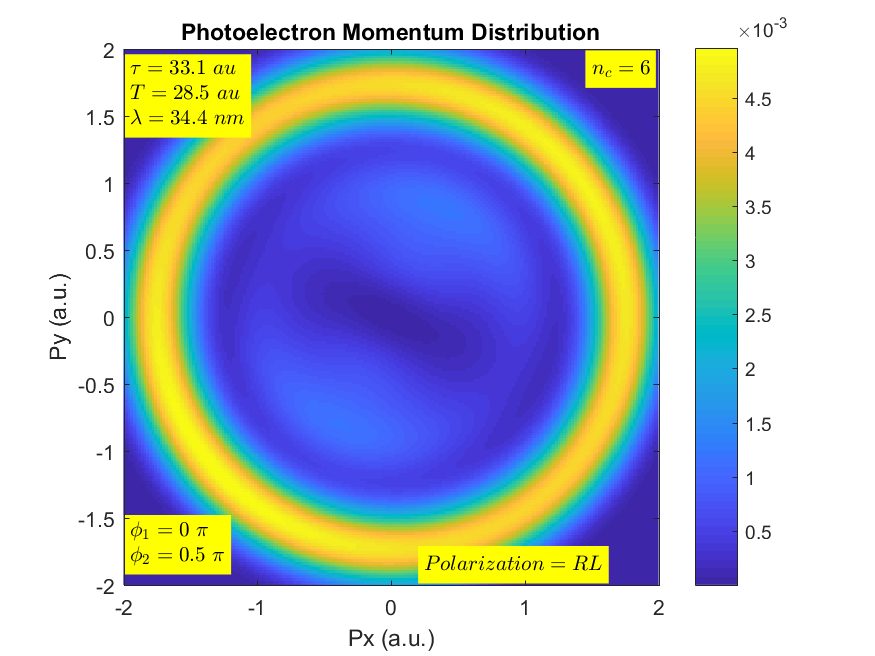 Photoelectron Momentum Distribution
×10⁻³
τ = 33.1 au
T = 28.5 au
λ = 34.4 nm
n_c = 6
2
1.5
1
0.5
0
-0.5
-1
-1.5
-2
Py (a.u.)
ϕ₁ = 0 π
ϕ₂ = 0.5 π
Polarization = RL
-2 -1 0 1 2
Px (a.u.)
4.5
4
3.5
3
2.5
2
1.5
1
0.5